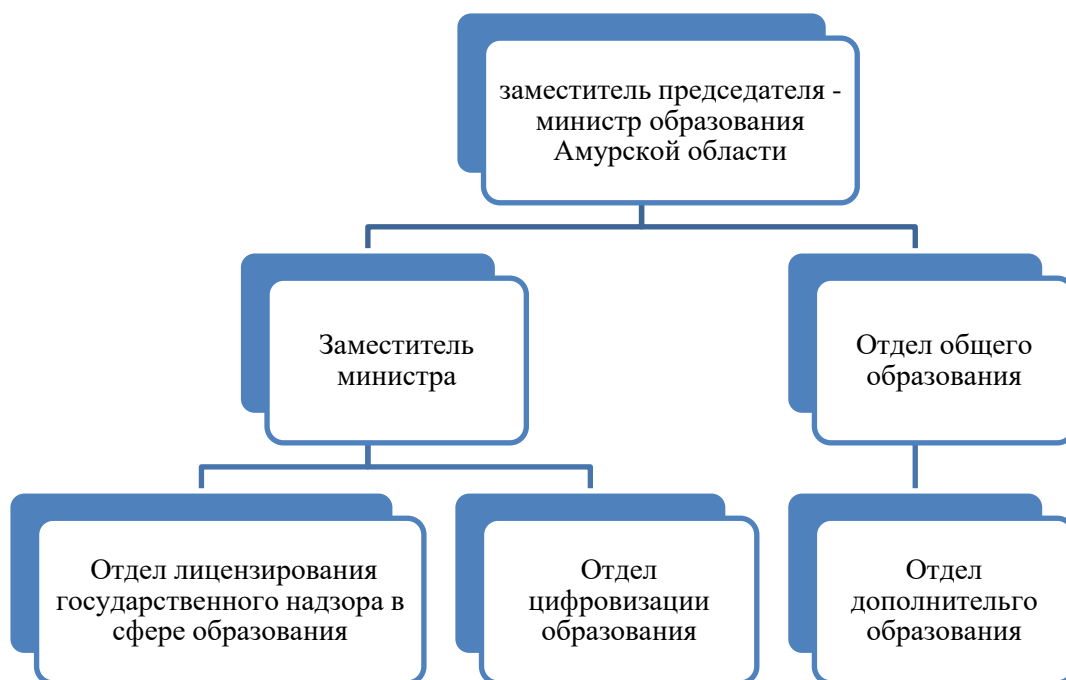 заместитель председателя -
министр образования
Амурской области
Заместитель
министра
Отдел общего
образования
Отдел лицензирования
государственного надзора в
сфере образования
Отдел
цифровизации
образования
Отдел
дополнительго
образования